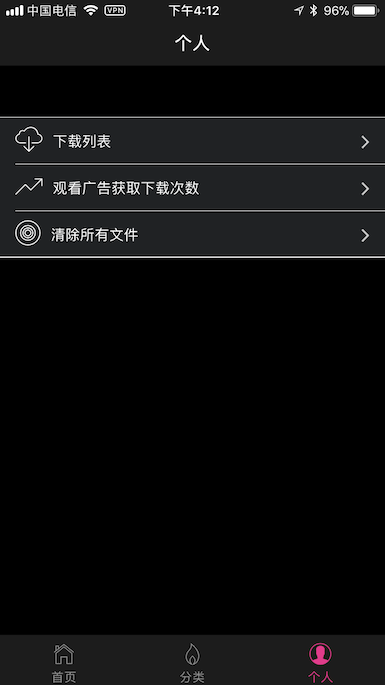 中国电信 VPN 下午4:12 96%
个人
下载列表
观看广告获取下载次数
清除所有文件
首页 分类 个人